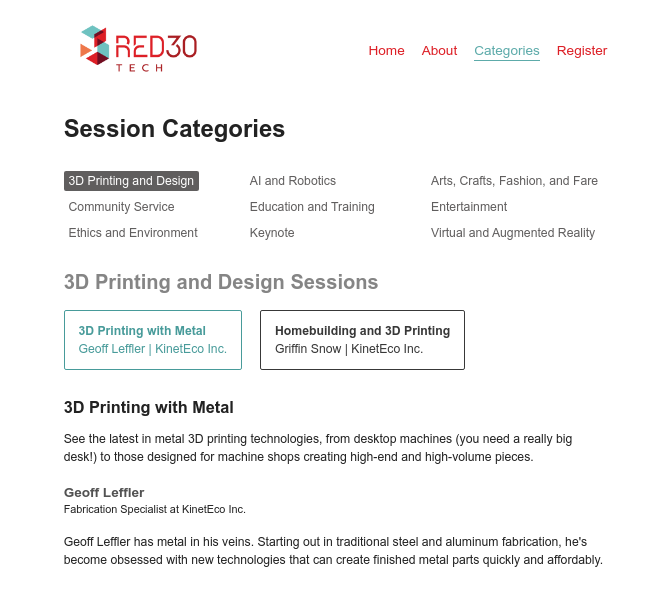 RED30
TECH
Home About Categories Register
Session Categories
3D Printing and Design AI and Robotics Arts, Crafts, Fashion, and Fare
Community Service Education and Training Entertainment
Ethics and Environment Keynote Virtual and Augmented Reality
3D Printing and Design Sessions
3D Printing with Metal Homebuilding and 3D Printing
Geoff Leffler | KinetEco Inc. Griffin Snow | KinetEco Inc.
3D Printing with Metal
See the latest in metal 3D printing technologies, from desktop machines (you need a really big
desk!) to those designed for machine shops creating high-end and high-volume pieces.
Geoff Leffler
Fabrication Specialist at KinetEco Inc.
Geoff Leffler has metal in his veins. Starting out in traditional steel and aluminum fabrication, he's
become obsessed with new technologies that can create finished metal parts quickly and affordably.